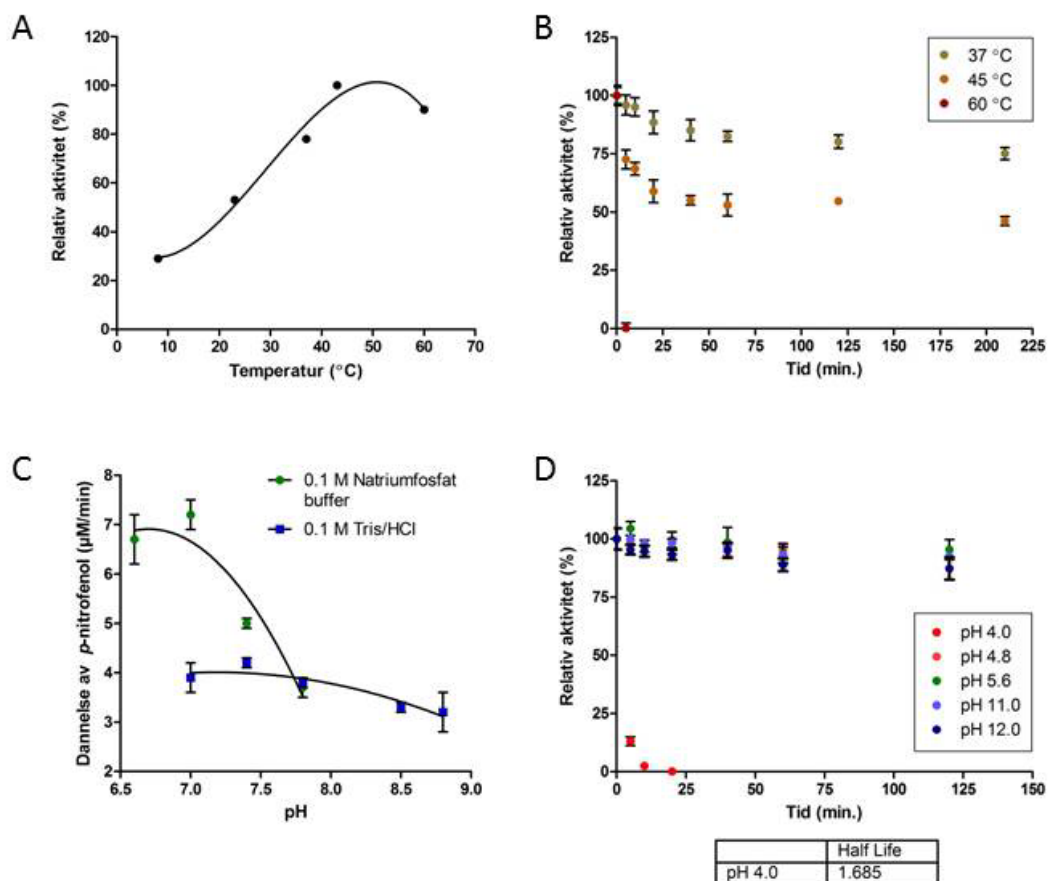 A
Relativ aktivitet (%)
120
100
80
60
40
20
0
0 10 20 30 40 50 60 70
Temperatur (°C)
B
Relativ aktivitet (%)
125
100
75
50
25
0
0 25 50 75 100 125 150 175 200 225
Tid (min.)
37 °C
45 °C
60 °C
C
Dannelse av p-nitrofenol (µM/min)
8
7
6
5
4
3
2
6.5 7.0 7.5 8.0 8.5 9.0
pH
0.1 M Natriumfosfat
buffer
0.1 M Tris/HCl
D
Relativ aktivitet (%)
125
100
75
50
25
0
0 25 50 75 100 125 150
Tid (min.)
pH 4.0
pH 4.8
pH 5.6
pH 11.0
pH 12.0
Half Life
pH 4.0 1.685